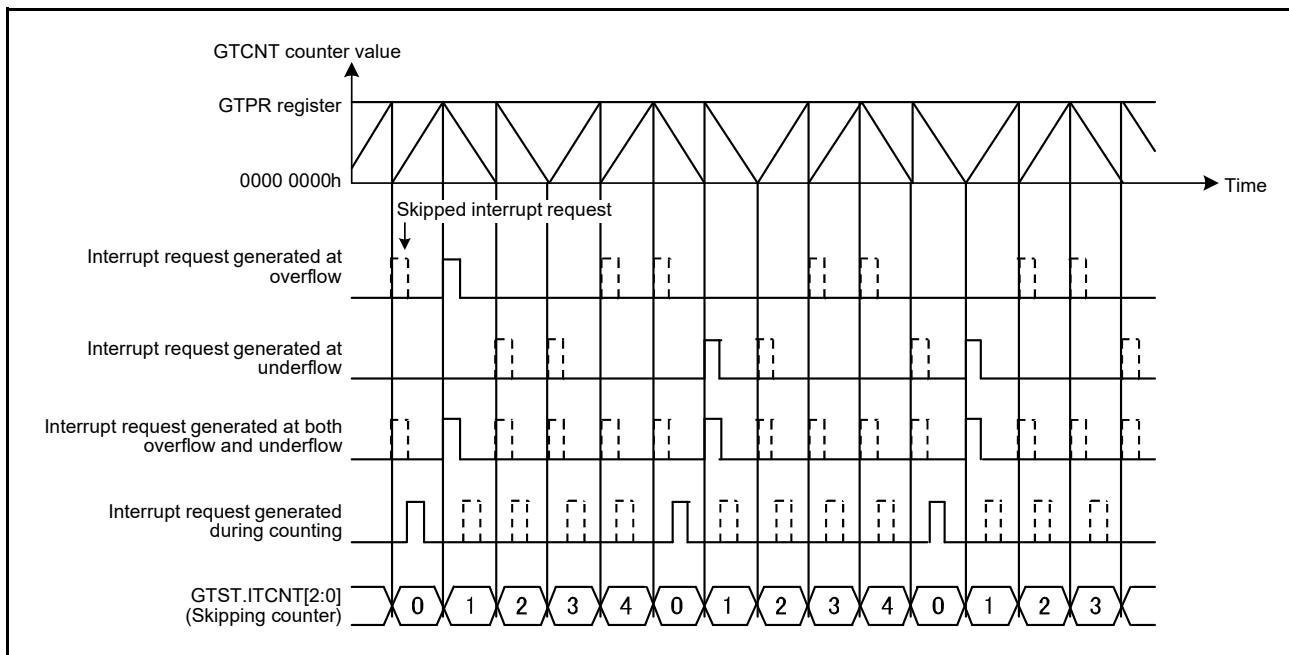 GTCNT counter value
GTPR register
0000 0000h
Time
Skipped interrupt request
Interrupt request generated at
overflow
Interrupt request generated at
underflow
Interrupt request generated at both
overflow and underflow
Interrupt request generated
during counting
GTST.ITCNT[2:0]
(Skipping counter)
0 1 2 3 4 0 1 2 3 4 0 1 2 3